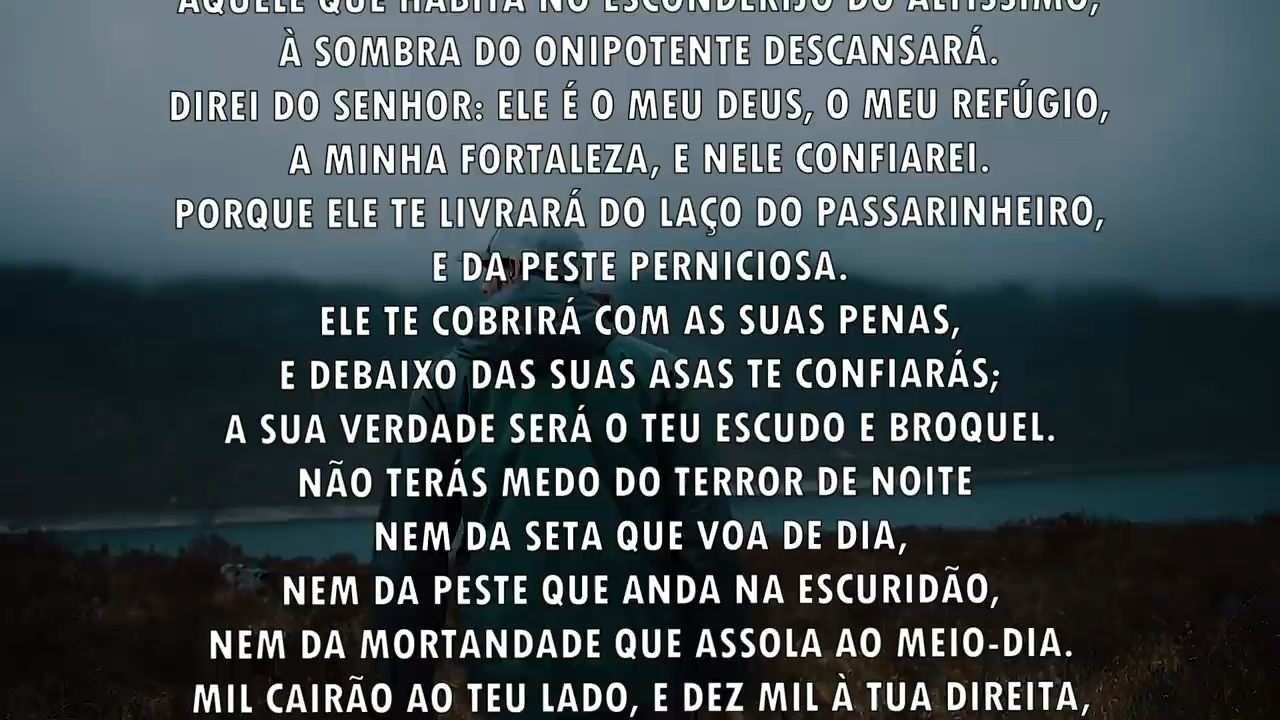 AQUELE QUE HABITA NO ESCONDERIJO DO ALTÍSSIMO,
À SOMBRA DO ONIPOTENTE DESCANSARÁ.
DIREI DO SENHOR: ELE É O MEU DEUS, O MEU REFÚGIO,
A MINHA FORTALEZA, E NELE CONFIAREI.
PORQUE ELE TE LIVRARÁ DO LAÇO DO PASSARINHEIRO,
E DA PESTE PERNICIOSA.
ELE TE COBRIRÁ COM AS SUAS PENAS,
E DEBAIXO DAS SUAS ASAS TE CONFIARÁS;
A SUA VERDADE SERÁ O TEU ESCUDO E BROQUEL.
NÃO TERÁS MEDO DO TERROR DE NOITE
NEM DA SETA QUE VOA DE DIA,
NEM DA PESTE QUE ANDA NA ESCURIDÃO,
NEM DA MORTANDADE QUE ASSOLA AO MEIO-DIA.
MIL CAIRÃO AO TEU LADO, E DEZ MIL À TUA DIREITA,